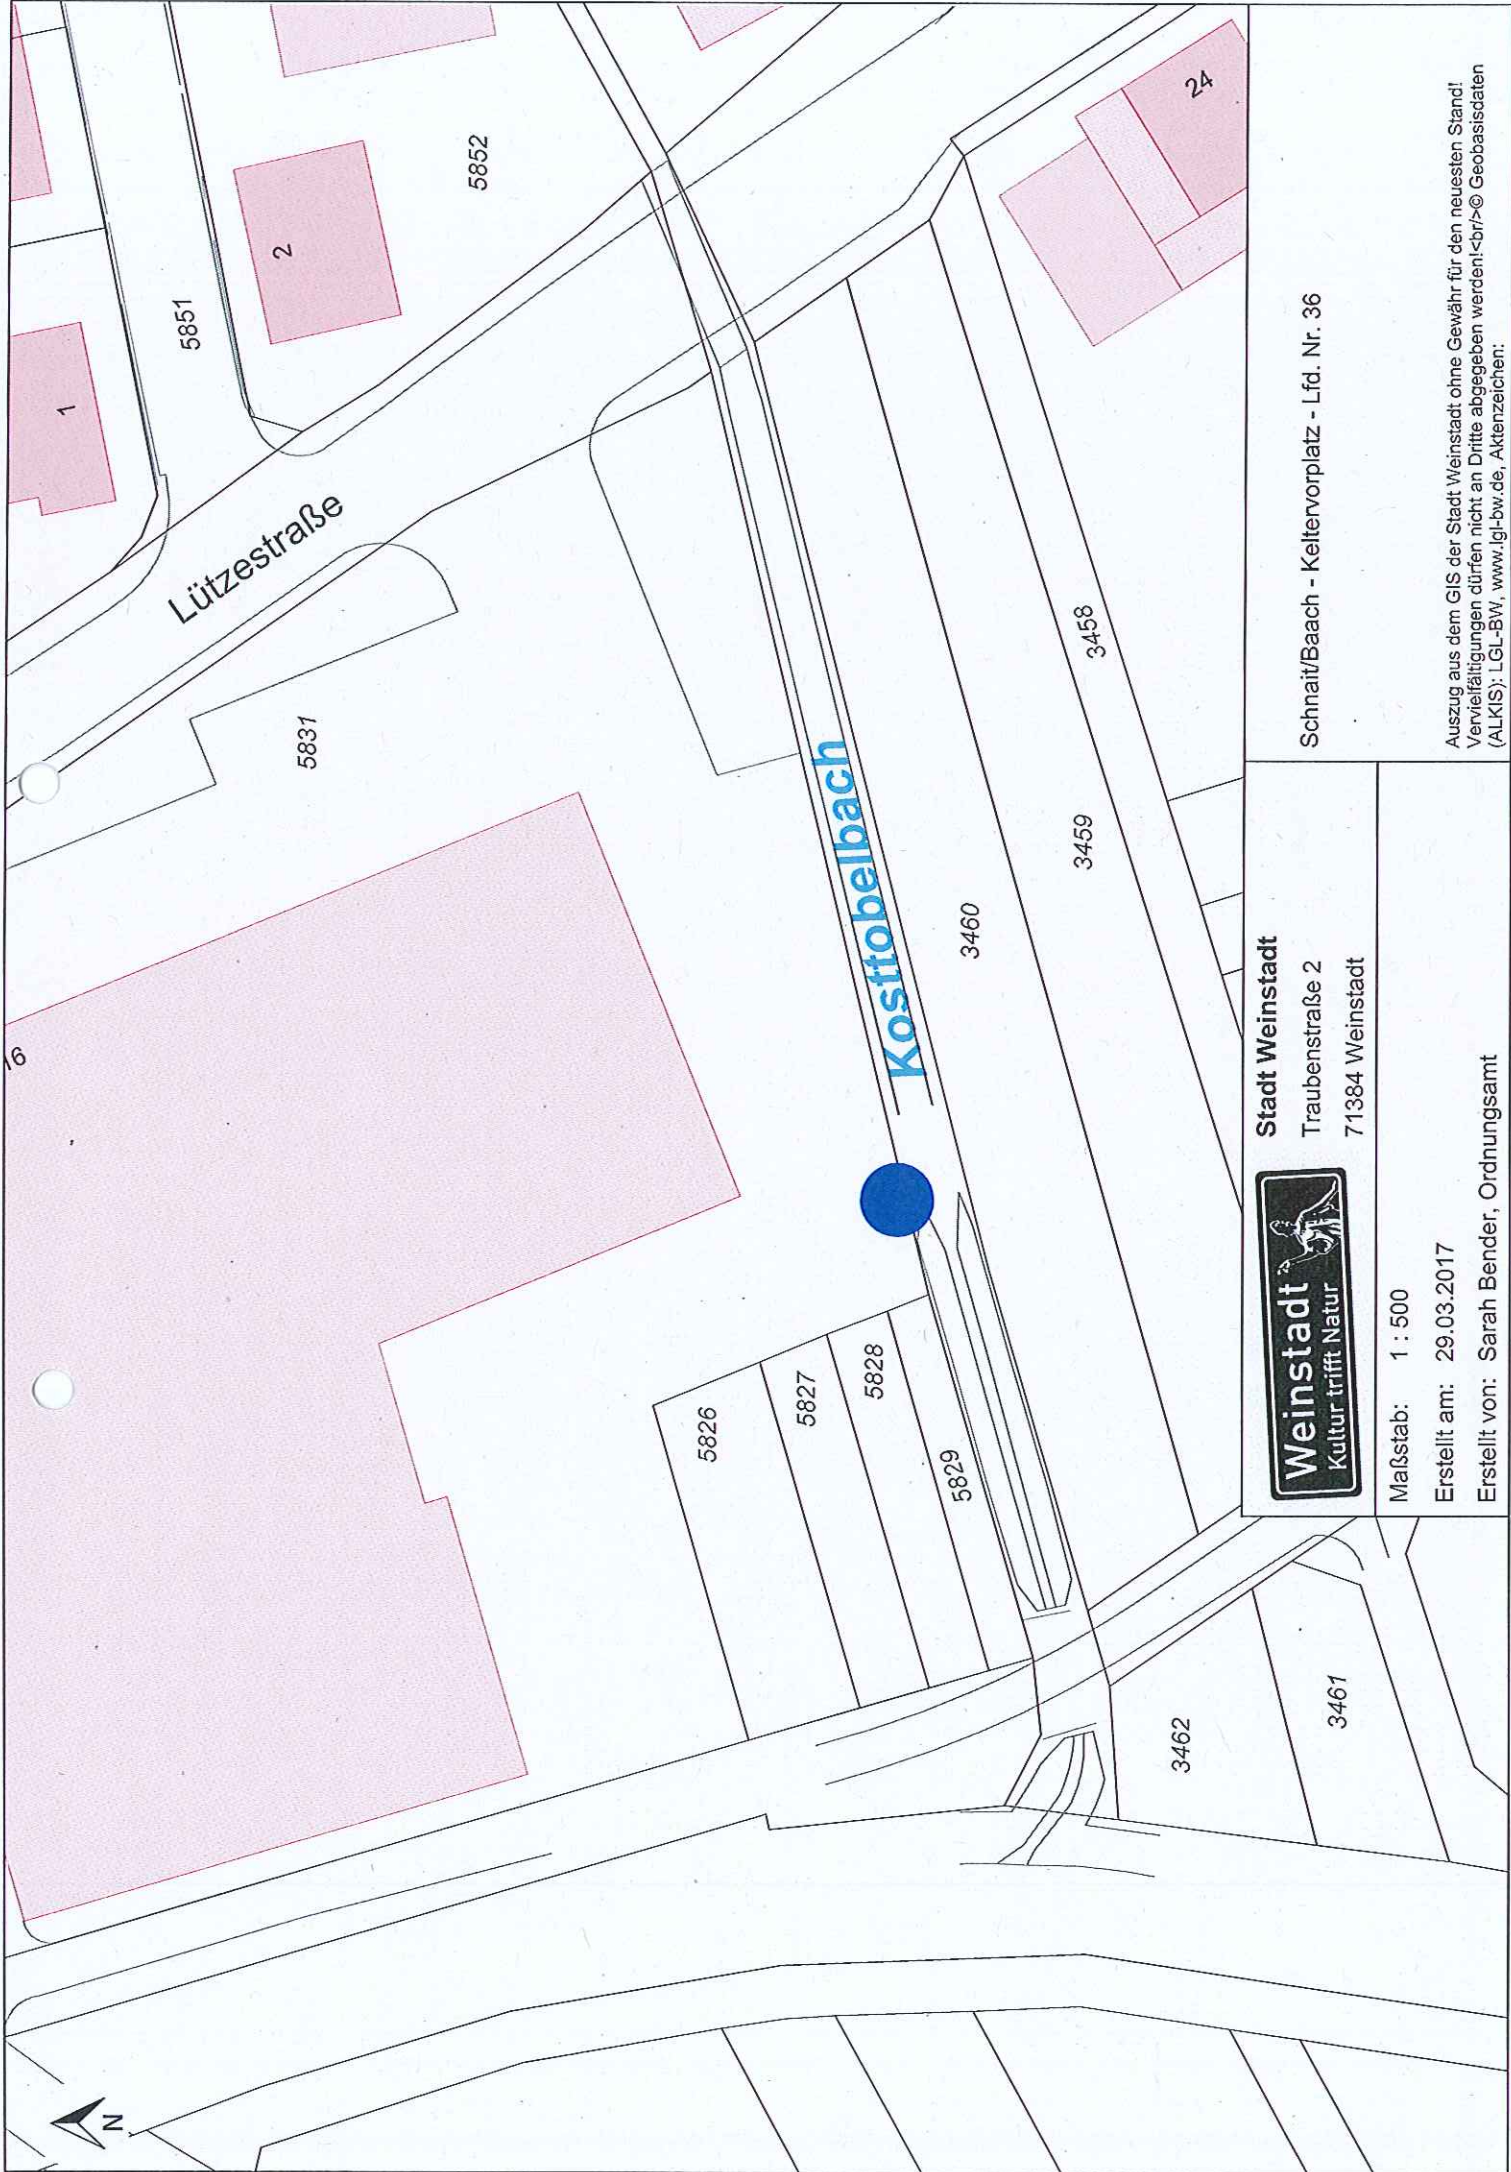 N
16
1
2
5851
5852
Lützestraße
5831
24
Kosttobelbach
5826
5827
5828
5829
3460
3459
3458
3462
3461
Weinstadt
Kultur trifft Natur
Stadt Weinstadt
Traubenstraße 2
71384 Weinstadt
Maßstab: 1 : 500
Erstellt am: 29.03.2017
Erstellt von: Sarah Bender, Ordnungsamt
Schnait/Baach - Keltervorplatz - Lfd. Nr. 36
Auszug aus dem GIS der Stadt Weinstadt ohne Gewähr für den neuesten Stand!
Vervielfältigungen dürfen nicht an Dritte abgegeben werden!<br/>© Geobasisdaten
(ALKIS): LGL-BW, www.lgl-bw.de, Aktenzeichen: